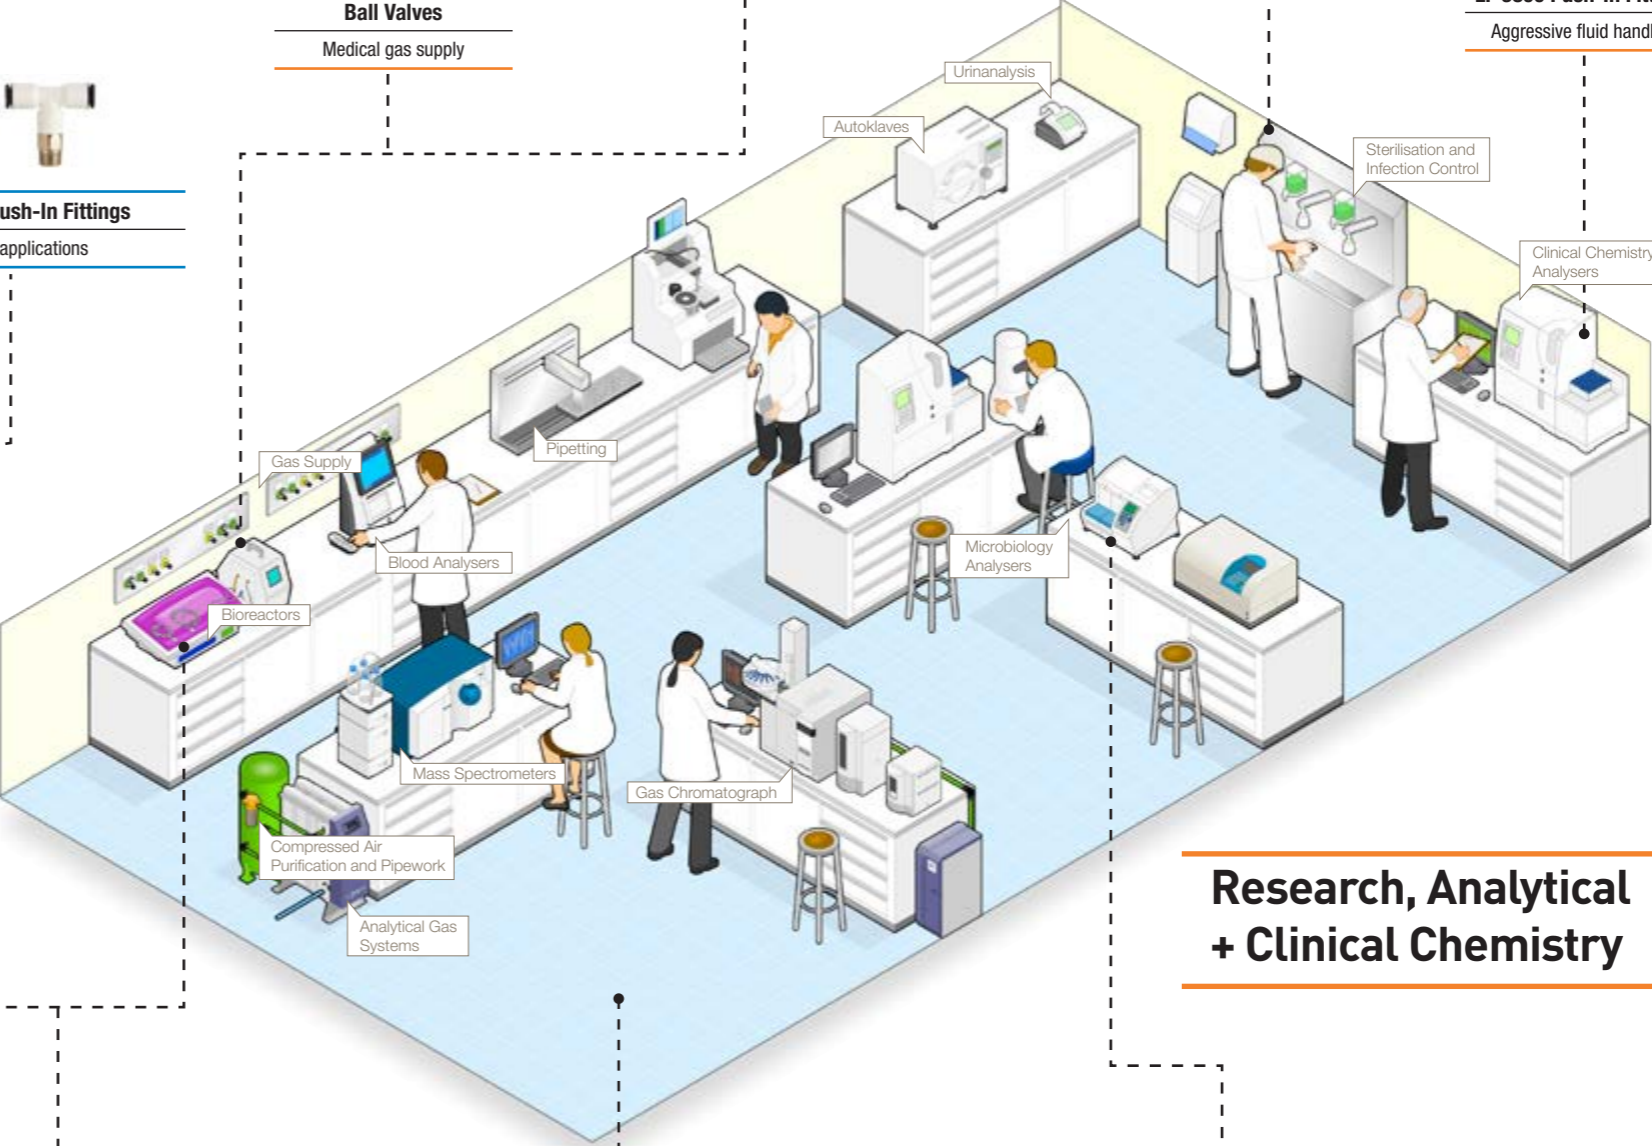 Ball Valves
Medical gas supply
Push-In Fittings
applications
Aggressive fluid
Urinanalysis
Autoklaves
Sterilisation and
Infection Control
Clinical Chemistry
Analysers
Gas Supply
Pipetting
Blood Analysers
Microbiology
Analysers
Bioreactors
Mass Spectrometers
Gas Chromatograph
Compressed Air
Purification and Pipework
Analytical Gas
Systems
Research, Analytical
+ Clinical Chemistry